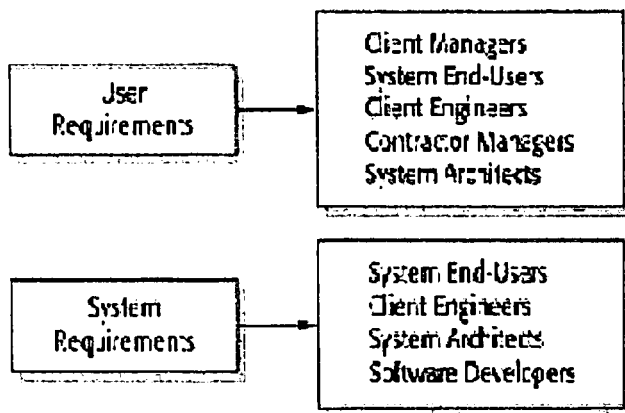 User
Requirements
Client Managers
System End-Users
Client Engineers
Contractor Managers
System Architects
System
Requirements
System End-Users
Client Engineers
System Architects
Software Developers